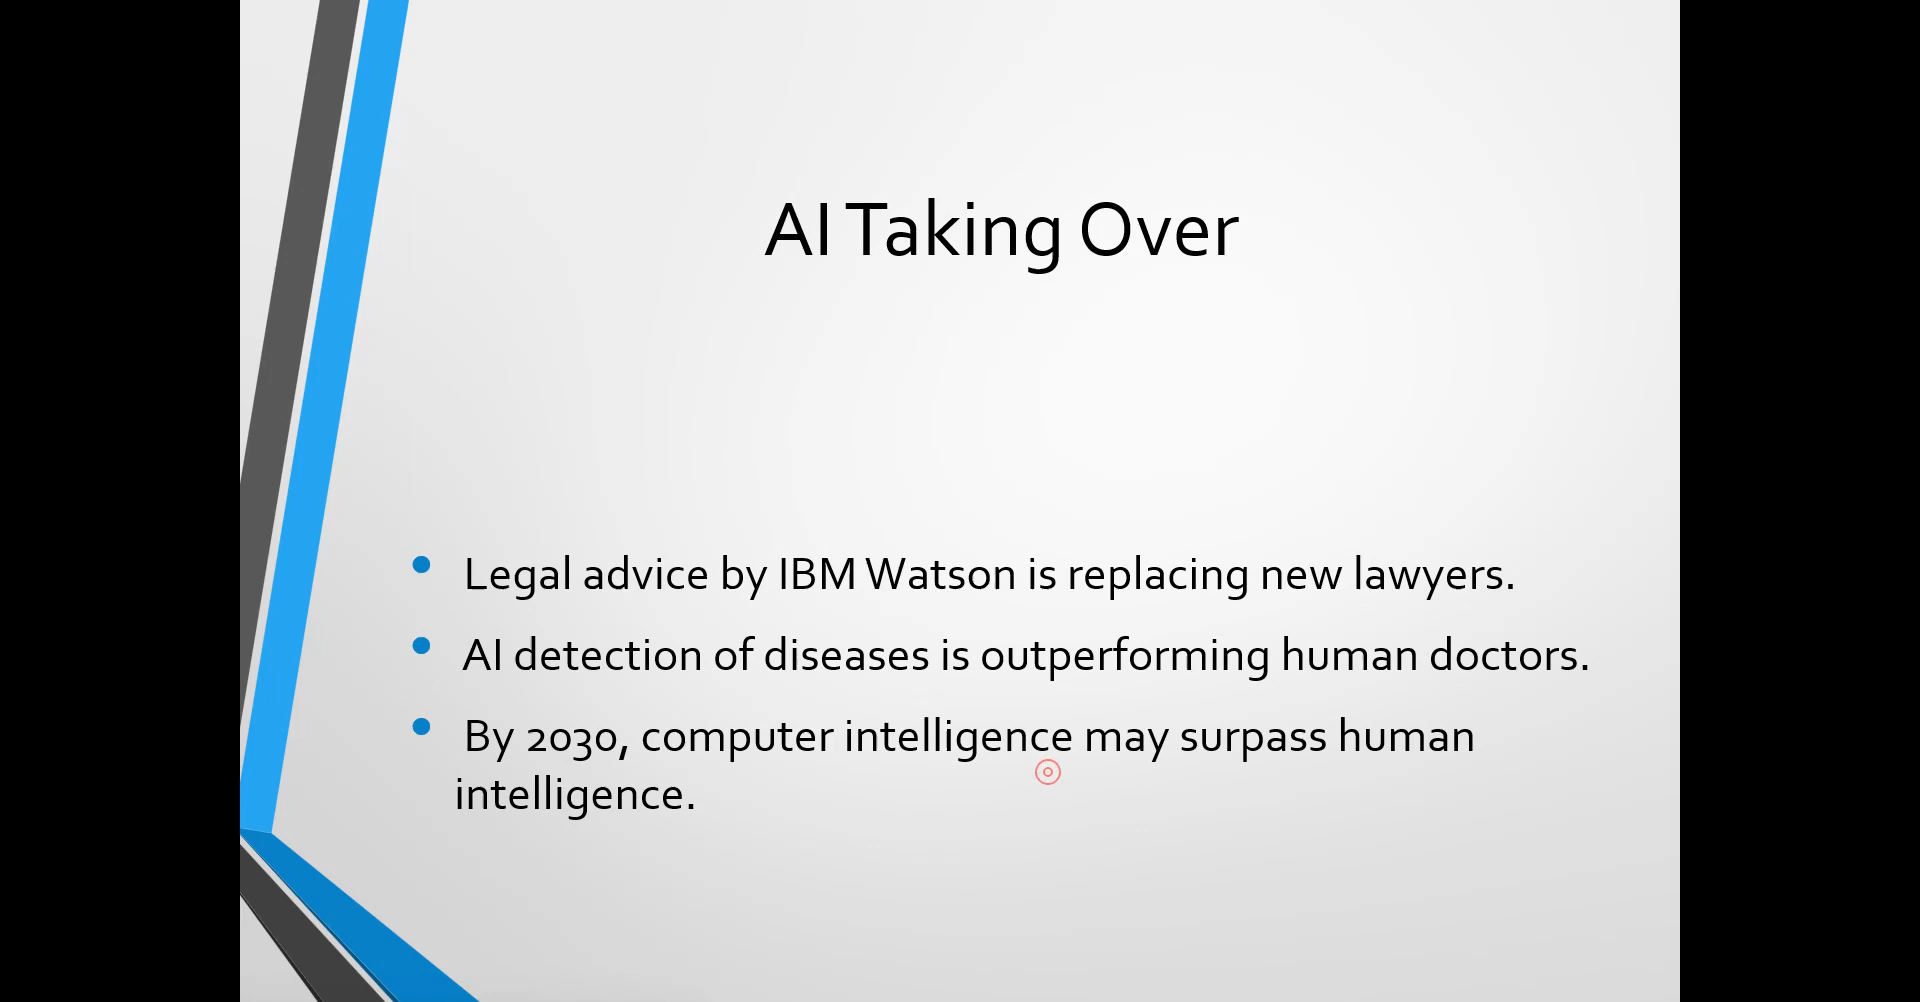 AI Taking Over
• Legal advice by IBM Watson is replacing new lawyers.
• AI detection of diseases is outperforming human doctors.
• By 2030, computer intelligence may surpass human
intelligence.